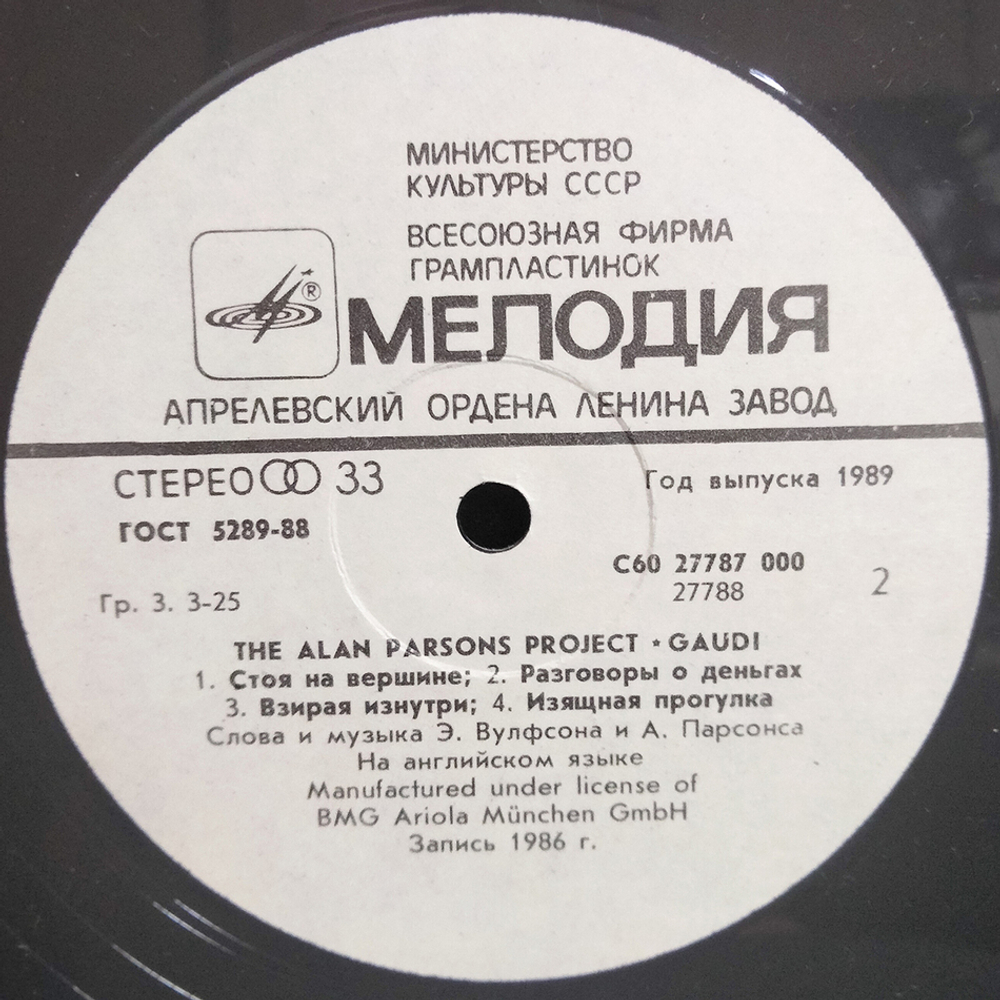 МИНИСТЕРСТВО
КУЛЬТУРЫ СССР
ВСЕСОЮЗНАЯ ФИРМА
ГРАМПЛАСТИНОК
®
МЕЛОДИЯ
АПРЕЛЕВСКИЙ ОРДЕНА ЛЕНИНА ЗАВОД
СТЕРЕО 33
Год выпуска 1989
ГОСТ 5289-88
С60 27787 000
27788
2
Гр. 3. 3-25
THE ALAN PARSONS PROJECT ★ GAUDI
1. Стоя на вершине; 2. Разговоры о деньгах
3. Взирая изнутри; 4. Изящная прогулка
Слова и музыка Э. Вулфсона и А. Парсонса
На английском языке
Manufactured under license of
BMG Ariola München GmbH
Запись 1986 г.